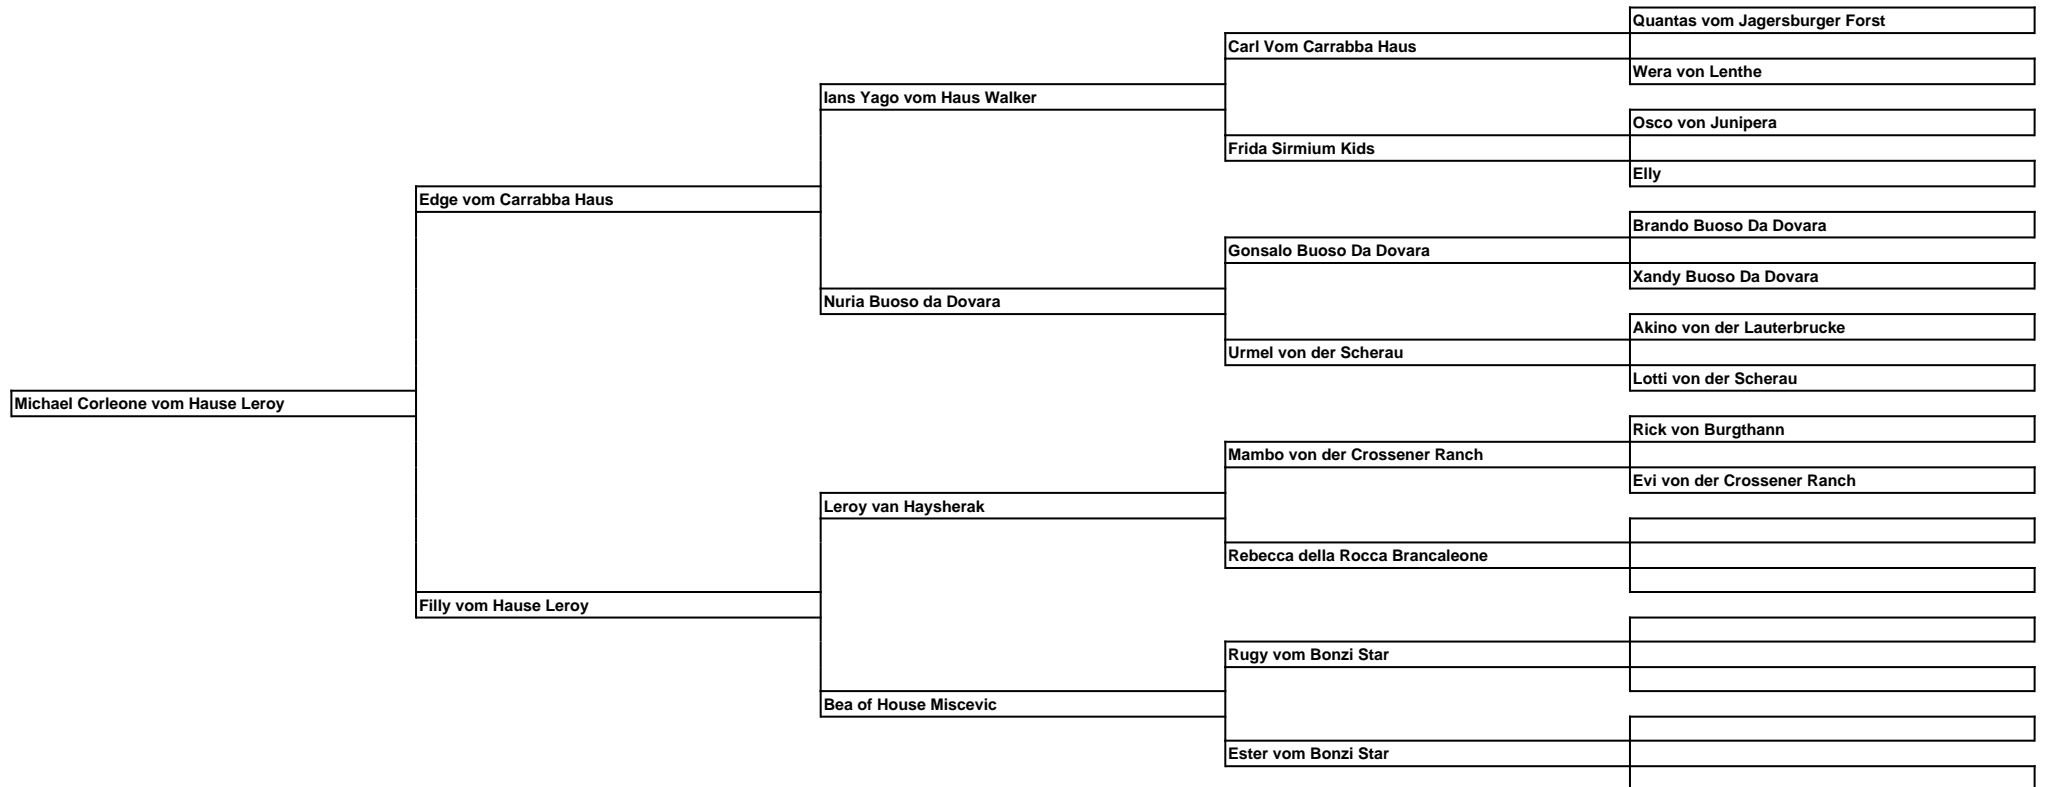 Quantas vom Jagersburger Forst
Carl Vom Carrabba Haus
Wera von Lenthe
Ians Yago vom Haus Walker
Osco von Junipera
Frida Sirmium Kids
Elly
Edge vom Carrabba Haus
Brando Buoso Da Dovara
Gonsalo Buoso Da Dovara
Xandy Buoso Da Dovara
Nuria Buoso da Dovara
Akino von der Lauterbrucke
Urmel von der Scherau
Lotti von der Scherau
Michael Corleone vom Hause Leroy
Rick von Burgthann
Mambo von der Crossener Ranch
Evi von der Crossener Ranch
Leroy van Haysherak
Rebecca della Rocca Brancaleone
Filly vom Hause Leroy
Rugy vom Bonzi Star
Bea of House Miscevic
Ester vom Bonzi Star